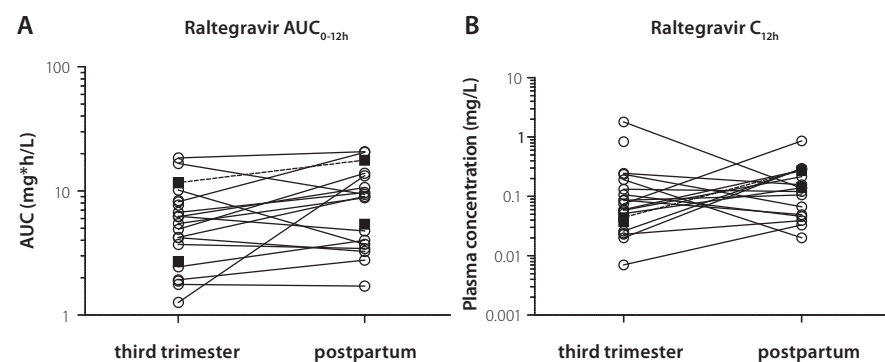 A
Raltegravir AUC0-12h
AUC (mg*h/L)
100
10
1
third trimester
postpartum
B
Raltegravir C12h
Plasma concentration (mg/L)
10
1
0.1
0.01
0.001
third trimester
postpartum